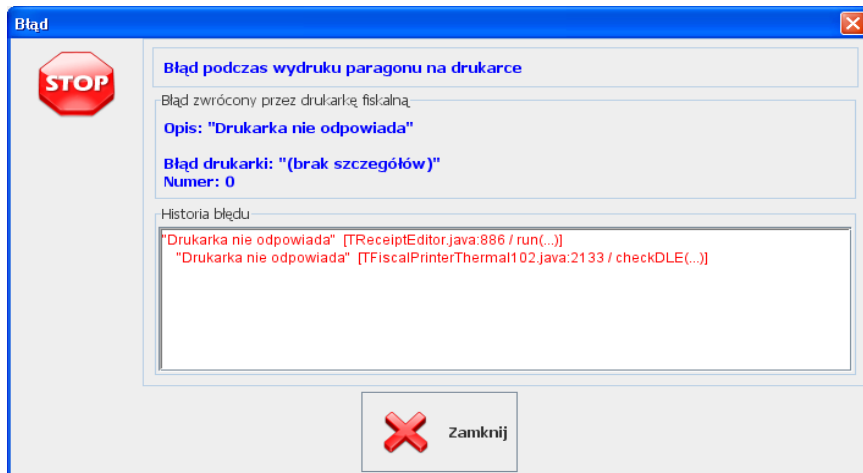 Błąd
STOP
Błąd podczas wydruku paragonu na drukarce
Błąd zwrócony przez drukarkę fiskalną
Opis: "Drukarka nie odpowiada"
Błąd drukarki: "(brak szczegółów)"
Numer: 0
Historia błędu
"Drukarka nie odpowiada" [TReceiptEditor.java:886 / run(...)]
"Drukarka nie odpowiada" [TFiscalPrinterThermal102.java:2133 / checkDLE(...)]
Zamknij